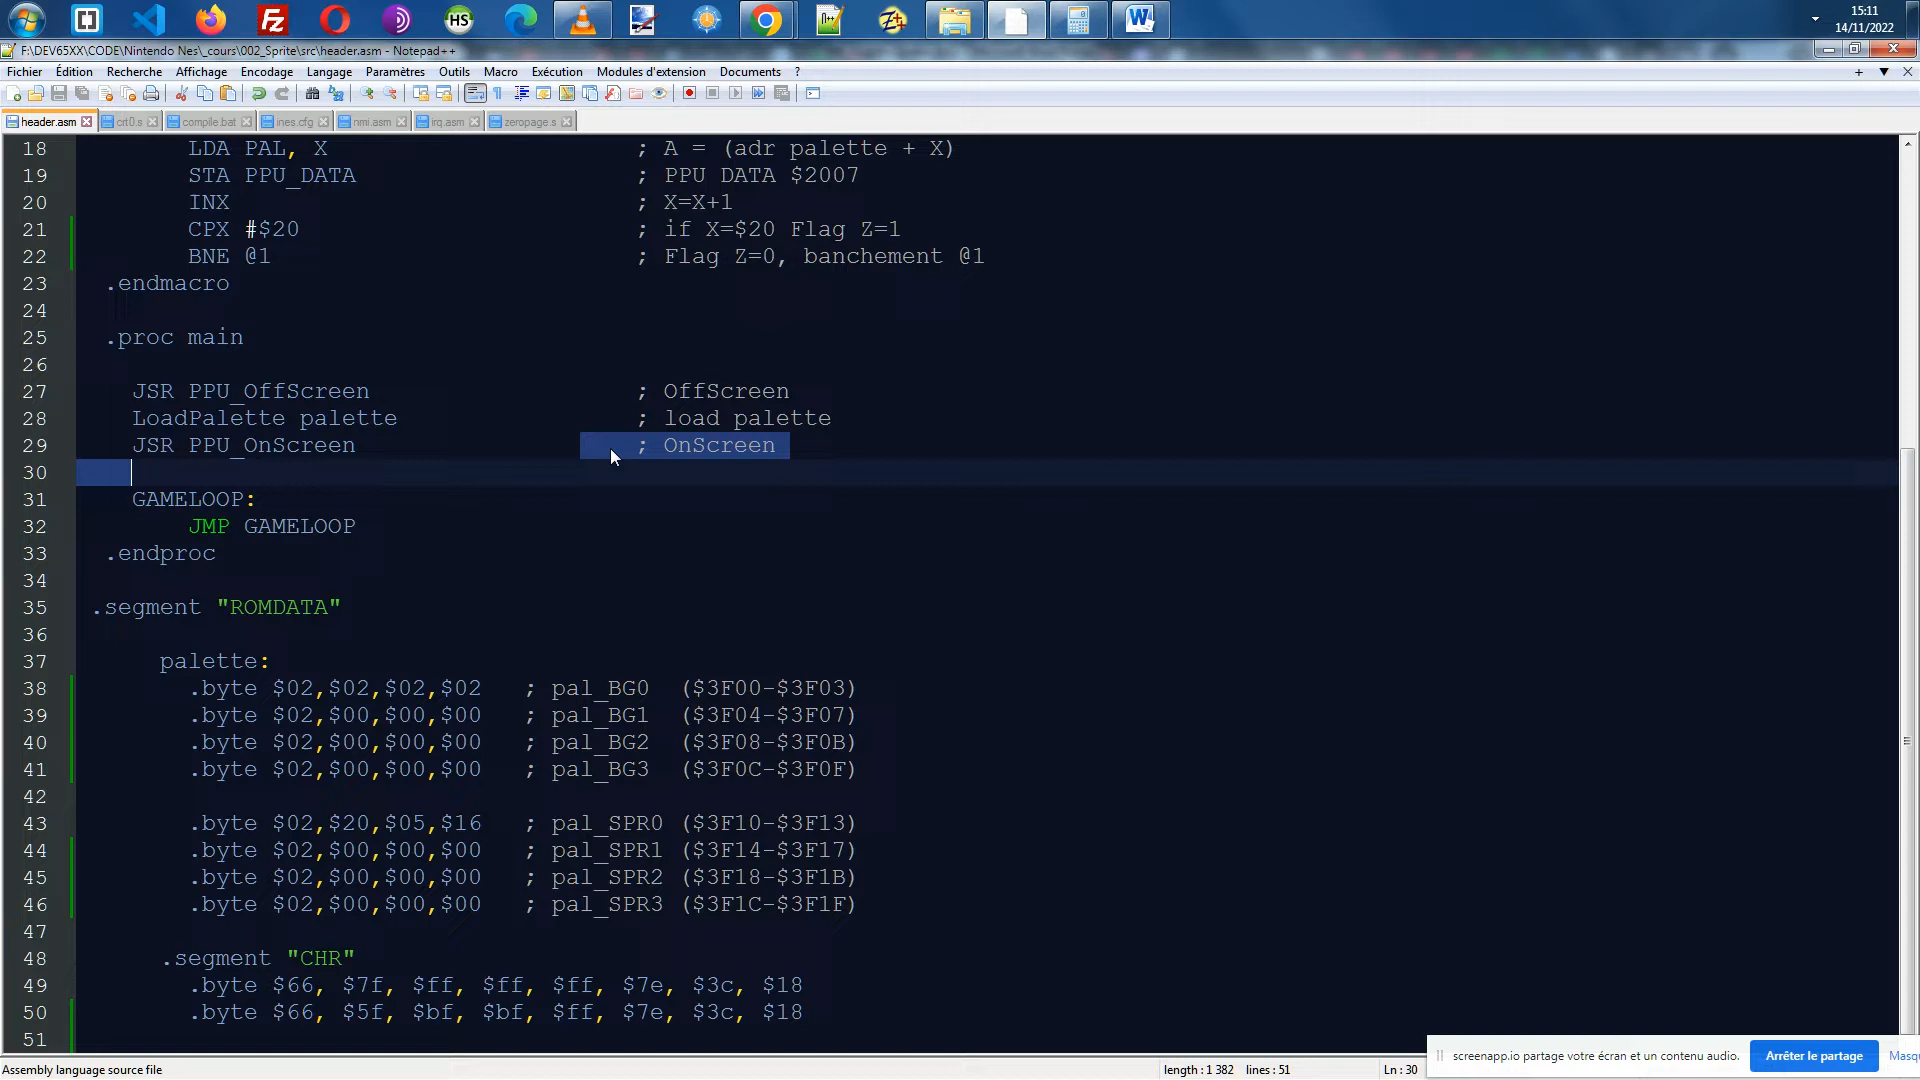 15:11
14/11/2022
F:\DEV65XX\CODE\Nintendo Nes\_cours\002_Sprite\src\header.asm - Notepad++
Fichier Édition Recherche Affichage Encodage Langage Paramètres Outils Macro Exécution Modules d'extension Documents ?
header.asm crt0.s compile.bat ines.cfg nmi.asm irq.asm zeropage.s
18 LDA PAL, X ; A = (adr palette + X)
19 STA PPU_DATA ; PPU DATA $2007
20 INX ; X=X+1
21 CPX #$20 ; if X=$20 Flag Z=1
22 BNE @1 ; Flag Z=0, banchement @1
23 .endmacro
24
25 .proc main
26
27 JSR PPU_OffScreen ; OffScreen
28 LoadPalette palette ; load palette
29 JSR PPU_OnScreen ; OnScreen
30
31 GAMELOOP:
32 JMP GAMELOOP
33 .endproc
34
35 .segment "ROMDATA"
36
37 palette:
38 .byte $02,$02,$02,$02 ; pal_BG0 ($3F00-$3F03)
39 .byte $02,$00,$00,$00 ; pal_BG1 ($3F04-$3F07)
40 .byte $02,$00,$00,$00 ; pal_BG2 ($3F08-$3F0B)
41 .byte $02,$00,$00,$00 ; pal_BG3 ($3F0C-$3F0F)
42
43 .byte $02,$20,$05,$16 ; pal_SPR0 ($3F10-$3F13)
44 .byte $02,$00,$00,$00 ; pal_SPR1 ($3F14-$3F17)
45 .byte $02,$00,$00,$00 ; pal_SPR2 ($3F18-$3F1B)
46 .byte $02,$00,$00,$00 ; pal_SPR3 ($3F1C-$3F1F)
47
48 .segment "CHR"
49 .byte $66, $7f, $ff, $ff, $ff, $7e, $3c, $18
50 .byte $66, $5f, $bf, $bf, $ff, $7e, $3c, $18
51
screenapp.io partage votre écran et un contenu audio. Arrêter le partage Masqu
Assembly language source file length : 1 382 lines : 51 Ln : 30